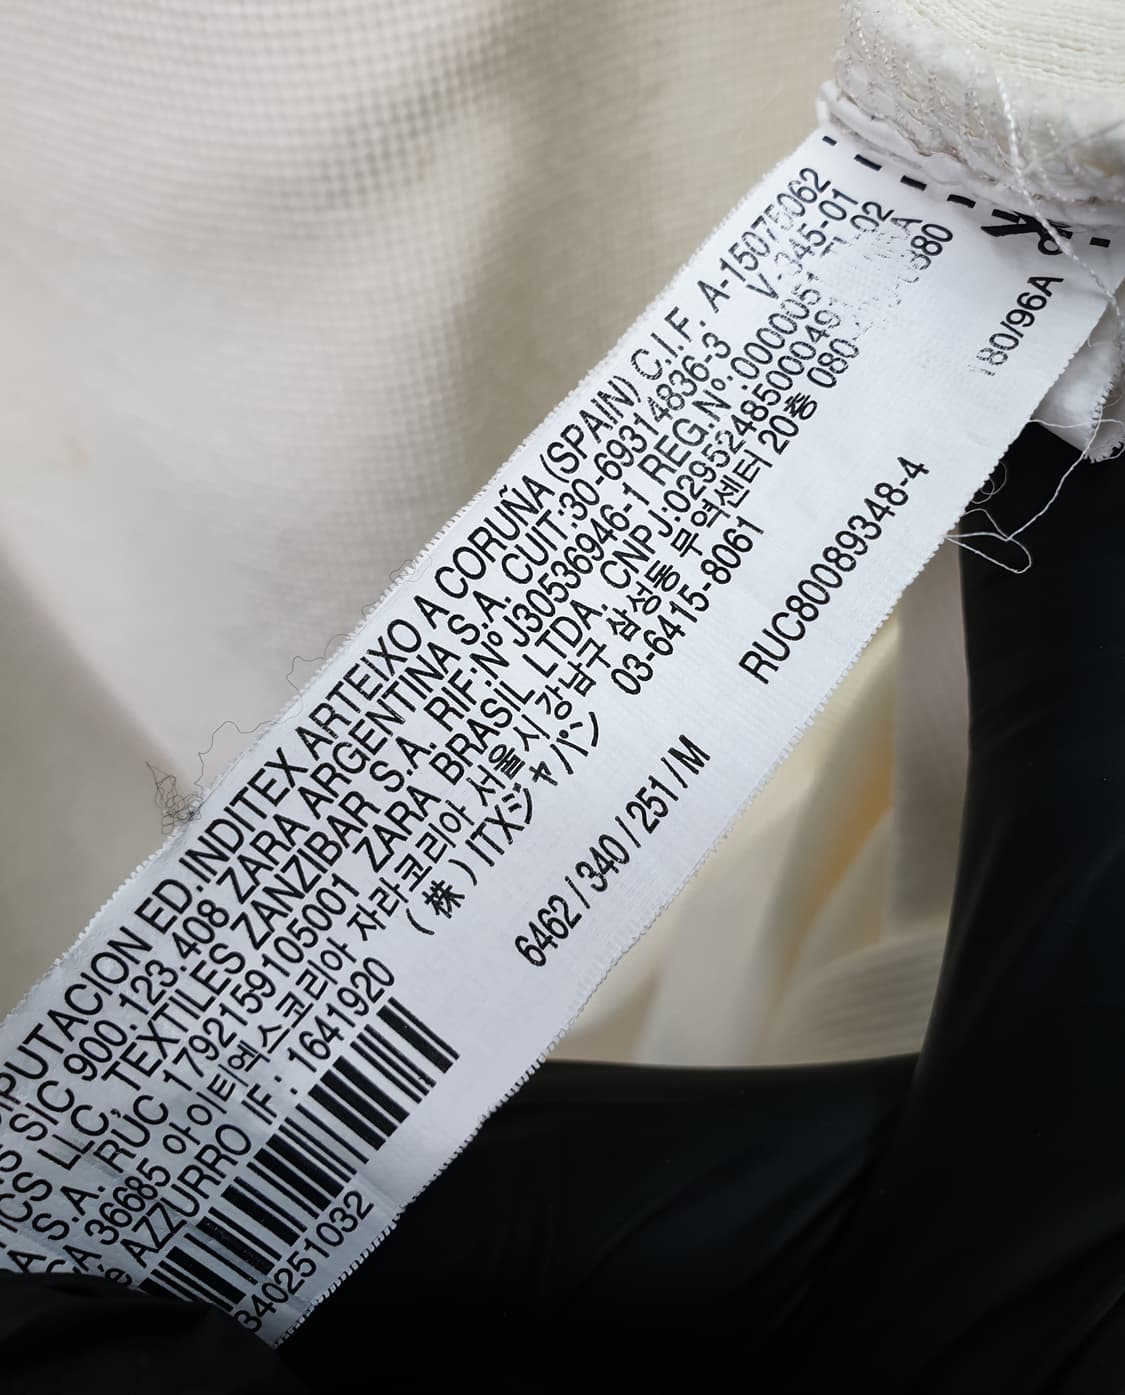 PUTACION ED.INDITEX ARTEIXO A CORUÑA (SPAIN) C.I.F. A-15075062
SIC 900.123.408 ZARA ARGENTINA S.A. CUIT:30-69314836-3 V-345-01
LLC, TEXTILES ZANZIBAR S.A. RIF:Nº J30536946-1 REG.Nº:0000051
S.A. RUC 1792159105001 ZARA BRASIL LTDA. CNPJ:029524850004
36685 아이티엑스코리아 자라코리아 서울시 강남구 삼성동 무역센터 20층 080-
AZZURRO IF : 1641920 (株) ITXジャパン 03-6415-8061
RUC80089348-4
180/96A
6462 / 340 / 251 / M
340251032